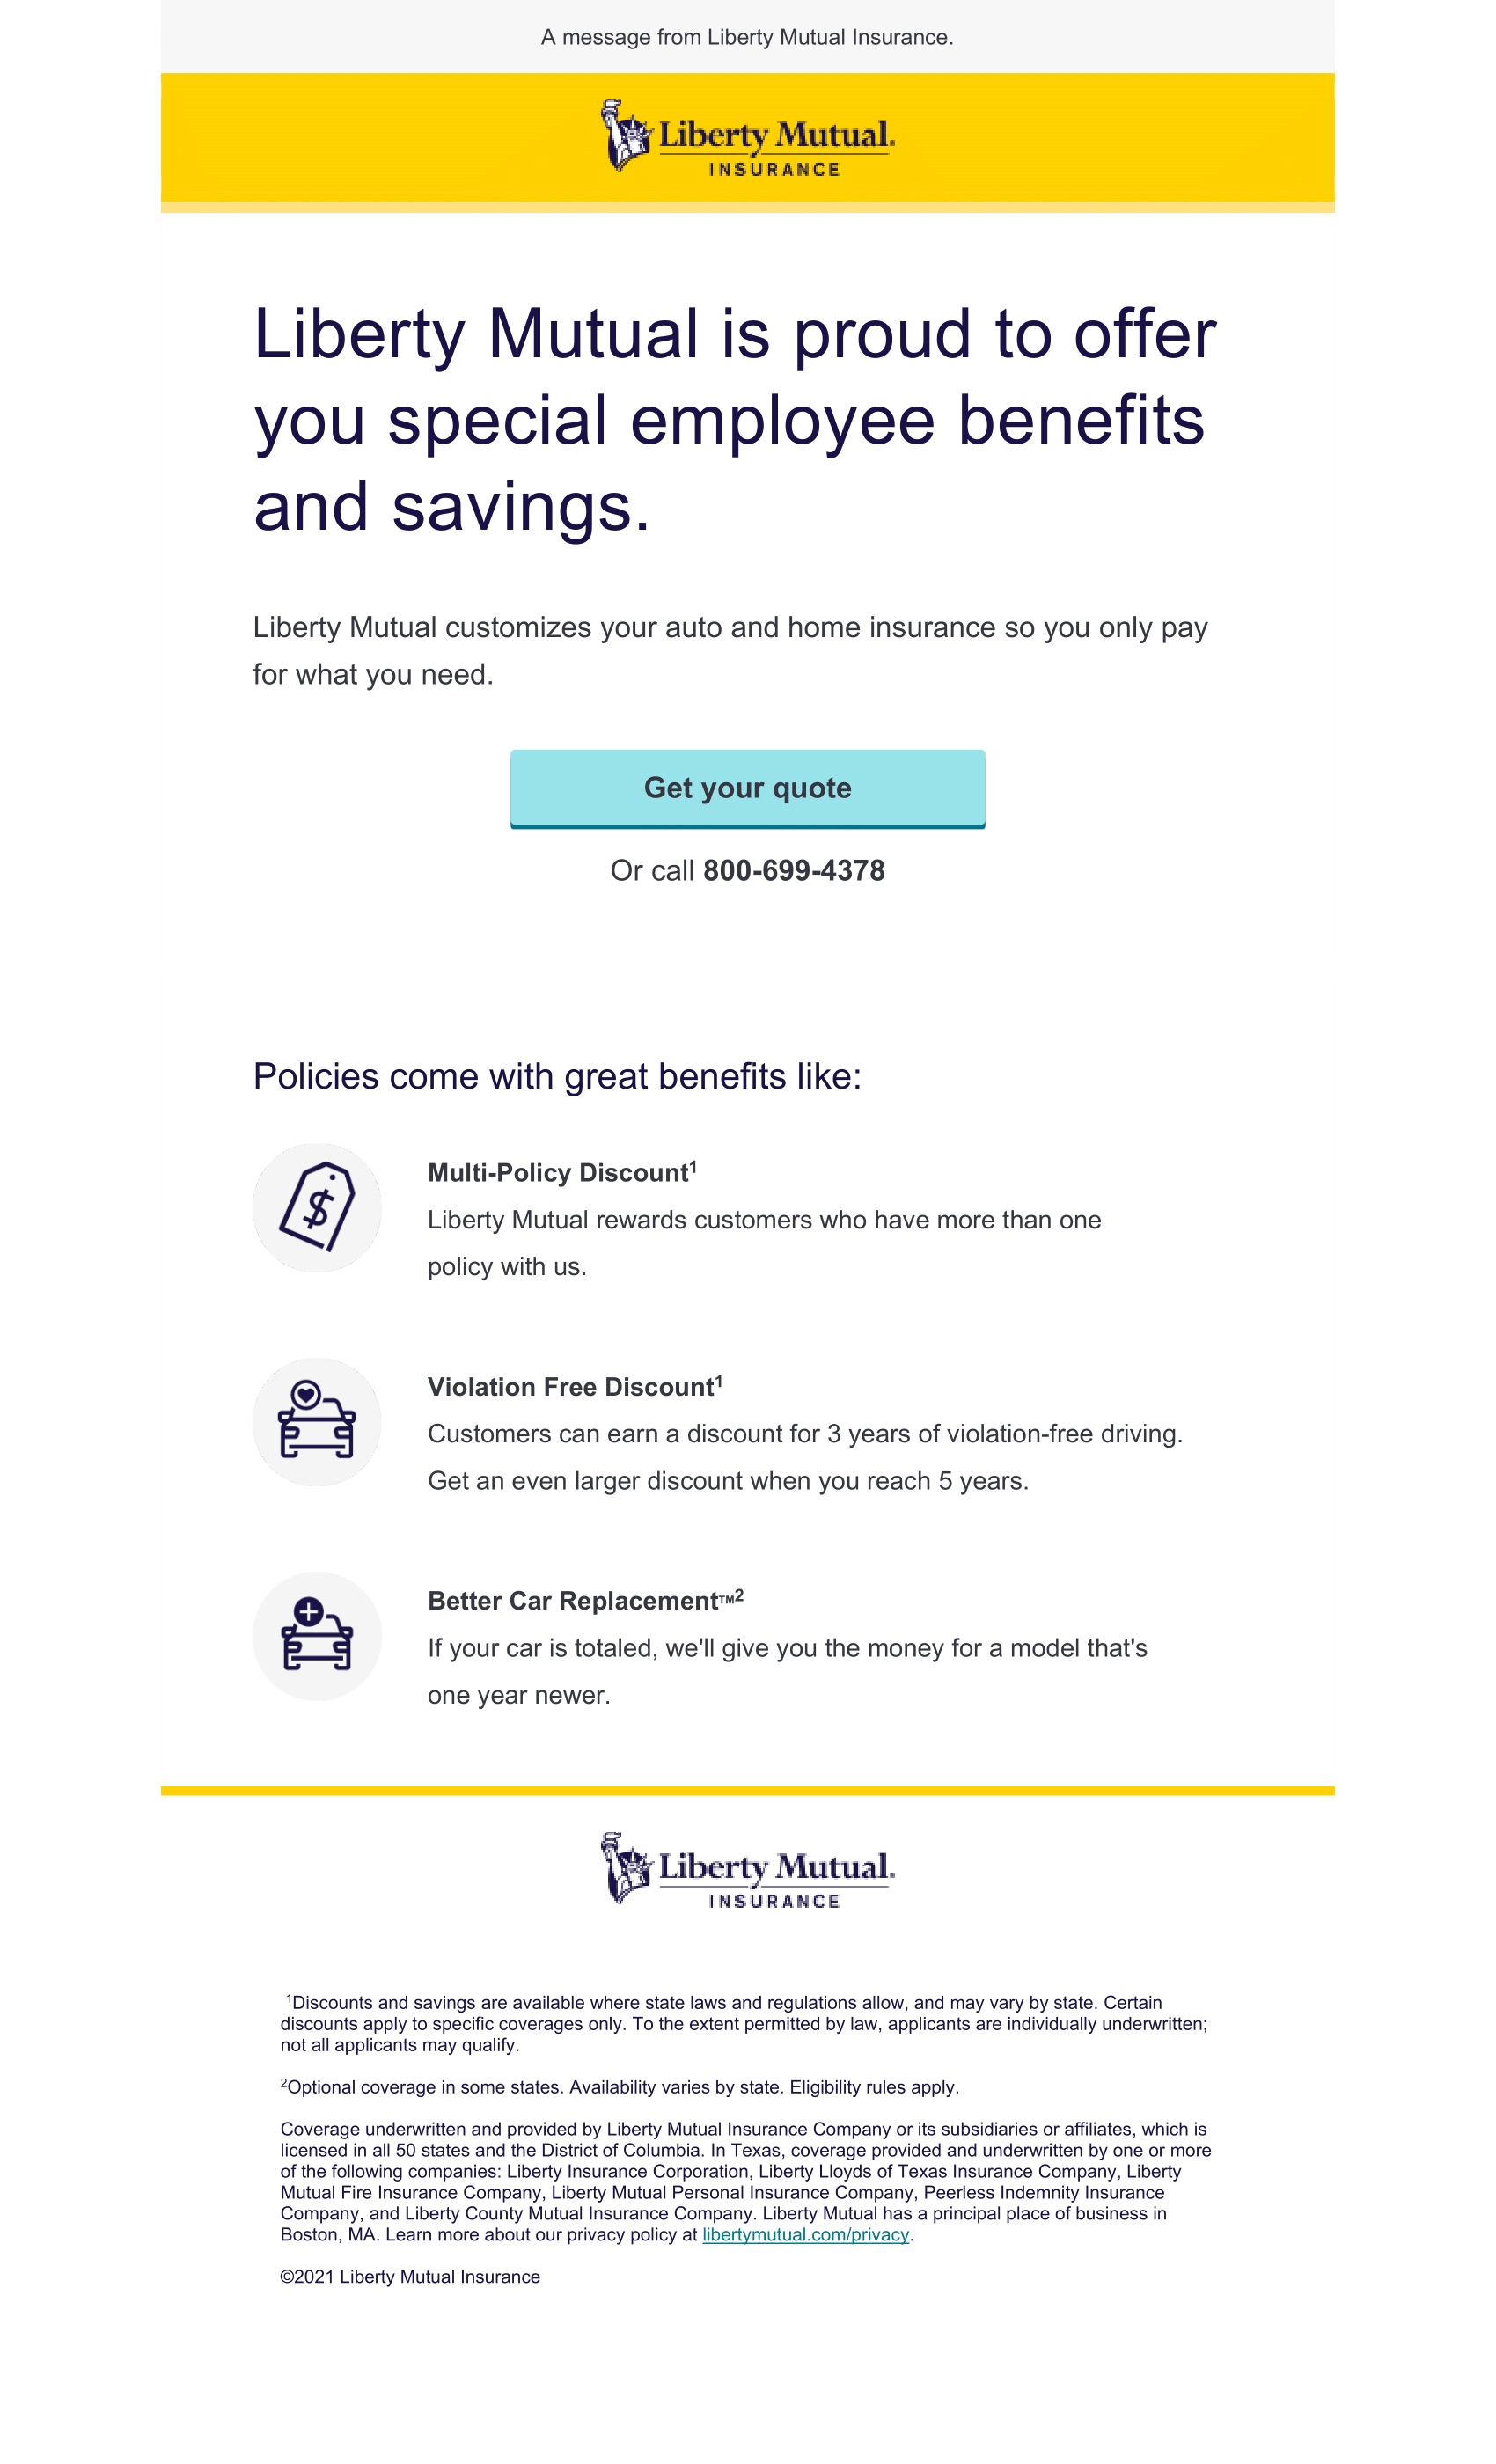 A message from Liberty Mutual Insurance.
Liberty Mutual®
INSURANCE
Liberty Mutual is proud to offer
you special employee benefits
and savings.
Liberty Mutual customizes your auto and home insurance so you only pay
for what you need.
Get your quote
Or call 800-699-4378
Policies come with great benefits like:
Multi-Policy Discount¹
Liberty Mutual rewards customers who have more than one
policy with us.
Violation Free Discount¹
Customers can earn a discount for 3 years of violation-free driving.
Get an even larger discount when you reach 5 years.
Better Car Replacement™²
If your car is totaled, we'll give you the money for a model that's
one year newer.
Liberty Mutual®
INSURANCE
¹Discounts and savings are available where state laws and regulations allow, and may vary by state. Certain
discounts apply to specific coverages only. To the extent permitted by law, applicants are individually underwritten;
not all applicants may qualify.
²Optional coverage in some states. Availability varies by state. Eligibility rules apply.
Coverage underwritten and provided by Liberty Mutual Insurance Company or its subsidiaries or affiliates, which is
licensed in all 50 states and the District of Columbia. In Texas, coverage provided and underwritten by one or more
of the following companies: Liberty Insurance Corporation, Liberty Lloyds of Texas Insurance Company, Liberty
Mutual Fire Insurance Company, Liberty Mutual Personal Insurance Company, Peerless Indemnity Insurance
Company, and Liberty County Mutual Insurance Company. Liberty Mutual has a principal place of business in
Boston, MA. Learn more about our privacy policy at libertymutual.com/privacy.
©2021 Liberty Mutual Insurance